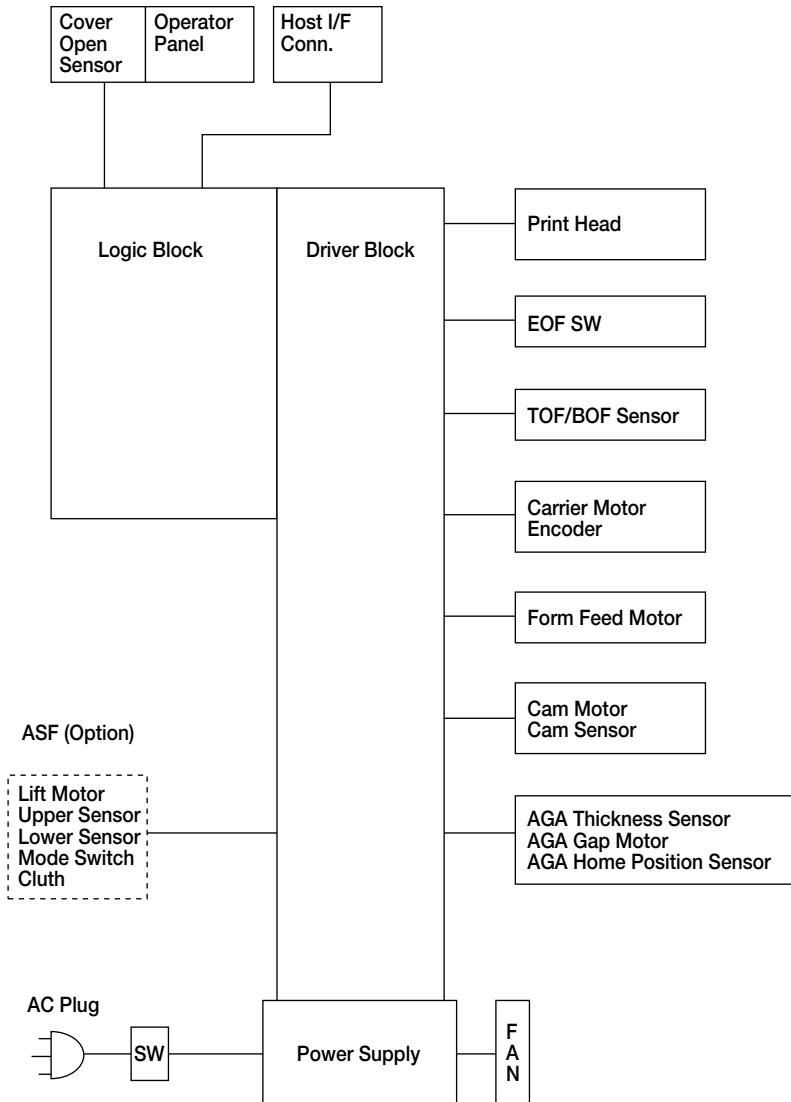 Cover
Open
Sensor
Operator
Panel
Host I/F
Conn.
Logic Block
Driver Block
Print Head
EOF SW
TOF/BOF Sensor
Carrier Motor
Encoder
Form Feed Motor
Cam Motor
Cam Sensor
ASF (Option)
Lift Motor
Upper Sensor
Lower Sensor
Mode Switch
Cluth
AGA Thickness Sensor
AGA Gap Motor
AGA Home Position Sensor
AC Plug
SW
Power Supply
F
A
N